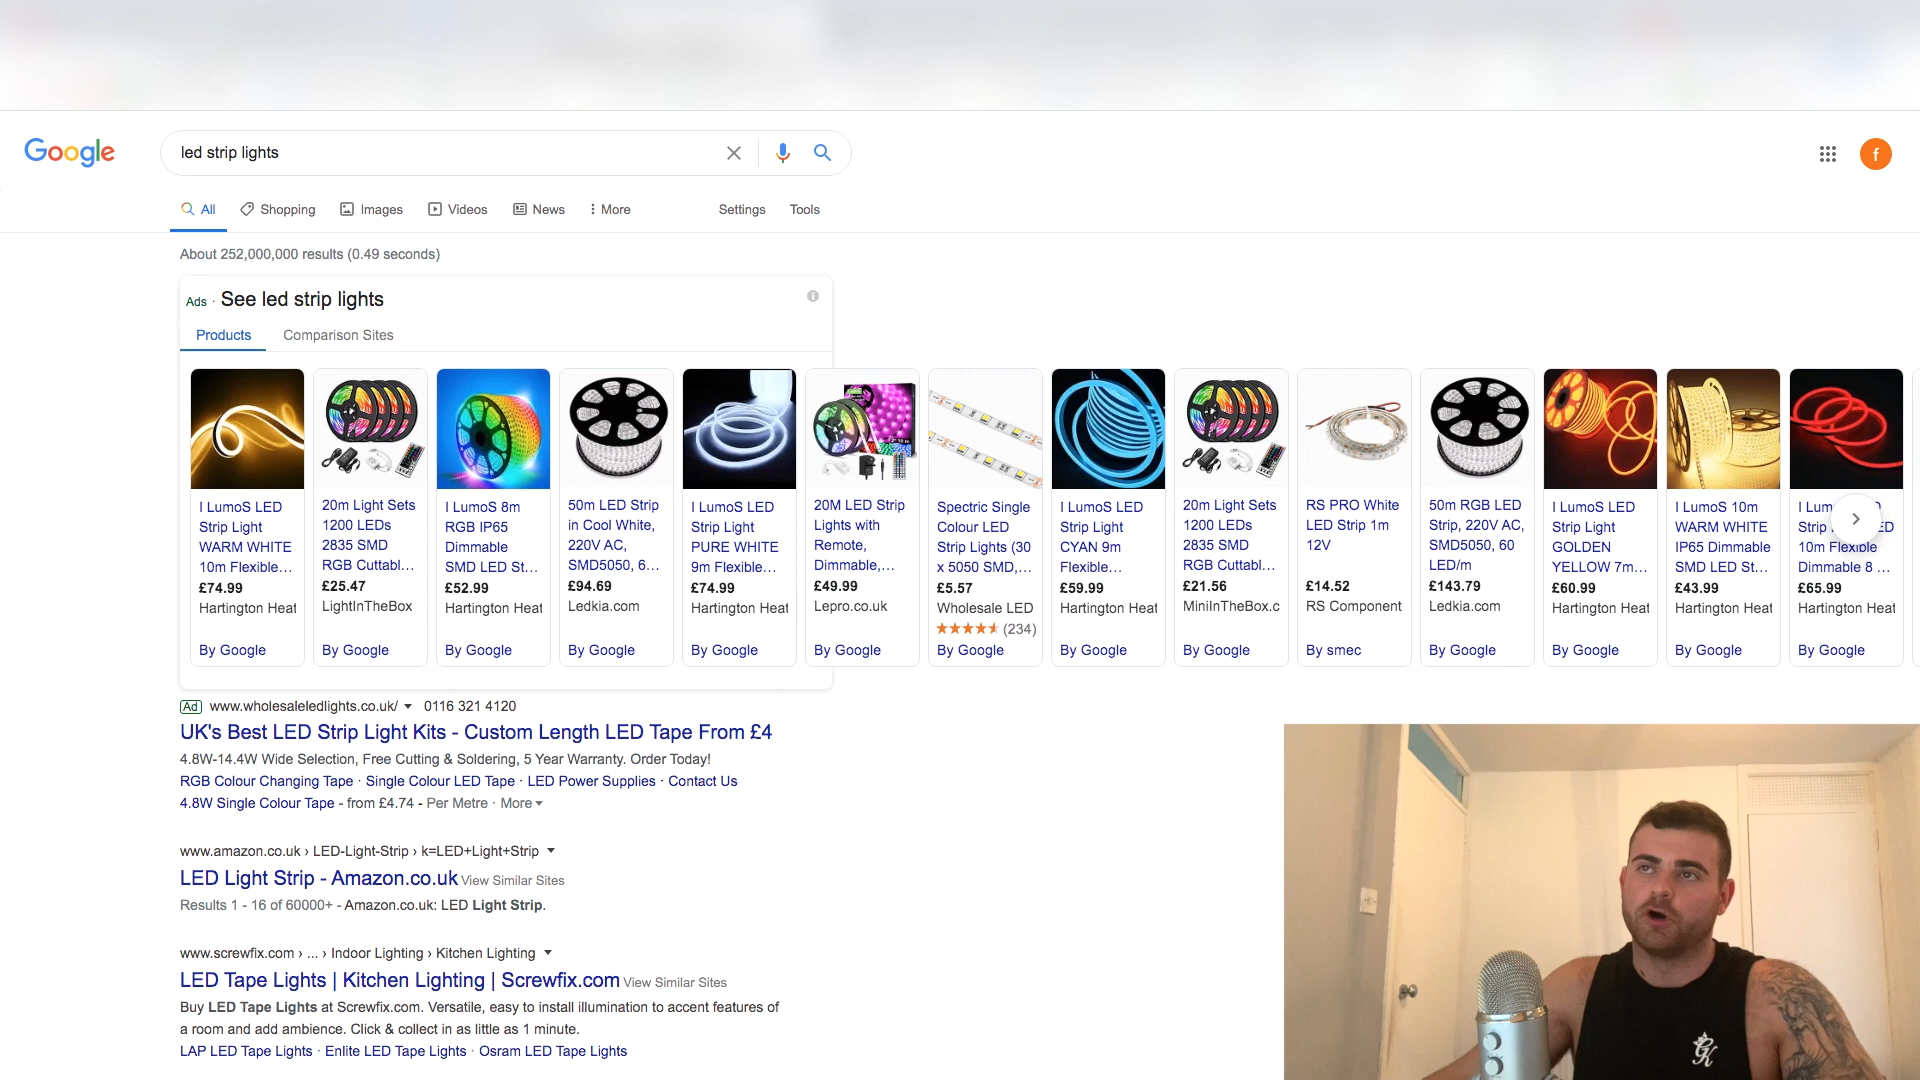 Google
led strip lights
f
All
Shopping
Images
Videos
News
More
Settings
Tools
About 252,000,000 results (0.49 seconds)
Ads · See led strip lights
Products
Comparison Sites
I LumoS LED
Strip Light
WARM WHITE
10m Flexible...
£74.99
Hartington Heat
By Google
20m Light Sets
1200 LEDs
2835 SMD
RGB Cuttabl...
£25.47
LightInTheBox
By Google
I LumoS 8m
RGB IP65
Dimmable
SMD LED St...
£52.99
Hartington Heat
By Google
50m LED Strip
in Cool White,
220V AC,
SMD5050, 6...
£94.69
Ledkia.com
By Google
I LumoS LED
Strip Light
PURE WHITE
9m Flexible...
£74.99
Hartington Heat
By Google
20M LED Strip
Lights with
Remote,
Dimmable,...
£49.99
Lepro.co.uk
By Google
Spectric Single
Colour LED
Strip Lights (30
x 5050 SMD,...
£5.57
Wholesale LED
(234)
By Google
I LumoS LED
Strip Light
CYAN 9m
Flexible...
£59.99
Hartington Heat
By Google
20m Light Sets
1200 LEDs
2835 SMD
RGB Cuttabl...
£21.56
MiniInTheBox.c
By Google
RS PRO White
LED Strip 1m
12V
£14.52
RS Component
By smec
50m RGB LED
Strip, 220V AC,
SMD5050, 60
LED/m
£143.79
Ledkia.com
By Google
I LumoS LED
Strip Light
GOLDEN
YELLOW 7m...
£60.99
Hartington Heat
By Google
I LumoS 10m
WARM WHITE
IP65 Dimmable
SMD LED St...
£43.99
Hartington Heat
By Google
I Lum
Strip
10m Flexible
Dimmable 8 ...
£65.99
Hartington Heat
By Google
Ad www.wholesaleledlights.co.uk/ 0116 321 4120
UK's Best LED Strip Light Kits - Custom Length LED Tape From £4
4.8W-14.4W Wide Selection, Free Cutting & Soldering, 5 Year Warranty. Order Today!
RGB Colour Changing Tape · Single Colour LED Tape · LED Power Supplies · Contact Us
4.8W Single Colour Tape - from £4.74 - Per Metre · More
www.amazon.co.uk › LED-Light-Strip › k=LED+Light+Strip
LED Light Strip - Amazon.co.uk View Similar Sites
Results 1 - 16 of 60000+ - Amazon.co.uk: LED Light Strip.
www.screwfix.com › ... › Indoor Lighting › Kitchen Lighting
LED Tape Lights | Kitchen Lighting | Screwfix.com View Similar Sites
Buy LED Tape Lights at Screwfix.com. Versatile, easy to install illumination to accent features of
a room and add ambience. Click & collect in as little as 1 minute.
LAP LED Tape Lights · Enlite LED Tape Lights · Osram LED Tape Lights